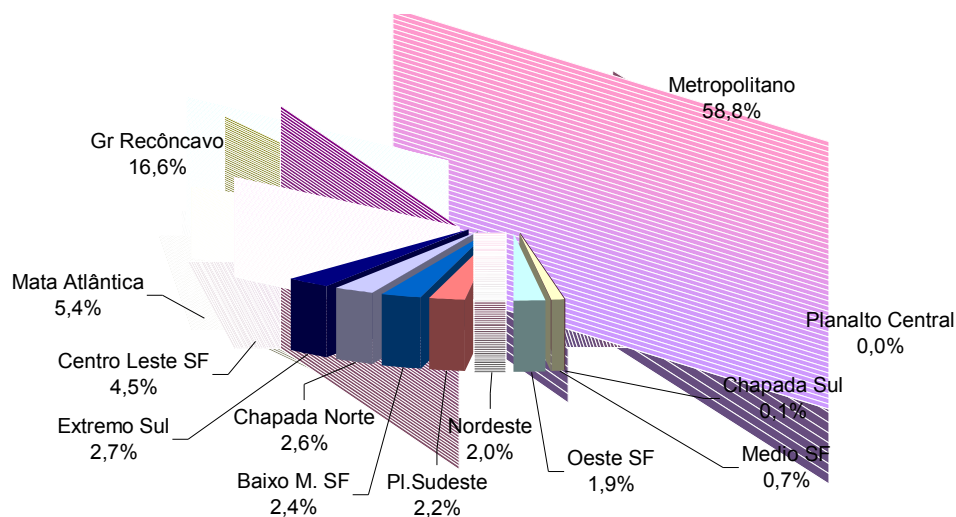 Metropolitano
58,8%
Gr Recôncavo
16,6%
Mata Atlântica
5,4%
Planalto Central
0,0%
Centro Leste SF
4,5%
Chapada Sul
0,1%
Extremo Sul
2,7%
Chapada Norte
2,6%
Nordeste
2,0%
Oeste SF
1,9%
Medio SF
0,7%
Baixo M. SF
2,4%
Pl.Sudeste
2,2%